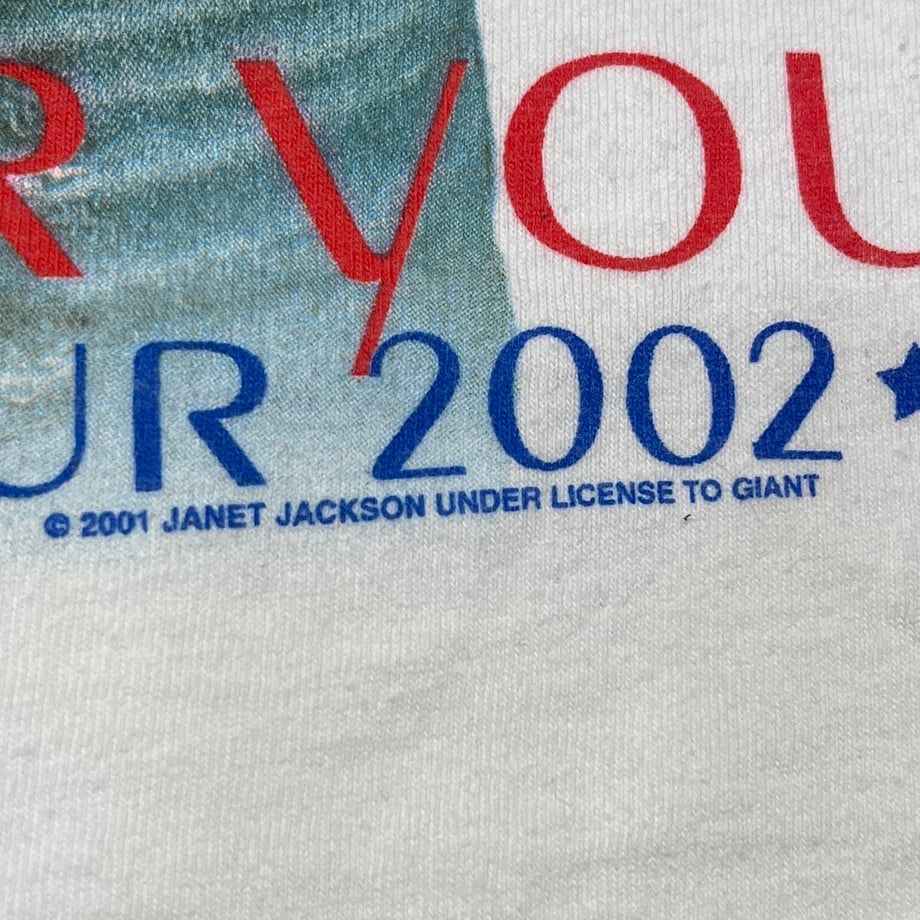 R YOU
UR 2002 ★
© 2001 JANET JACKSON UNDER LICENSE TO GIANT